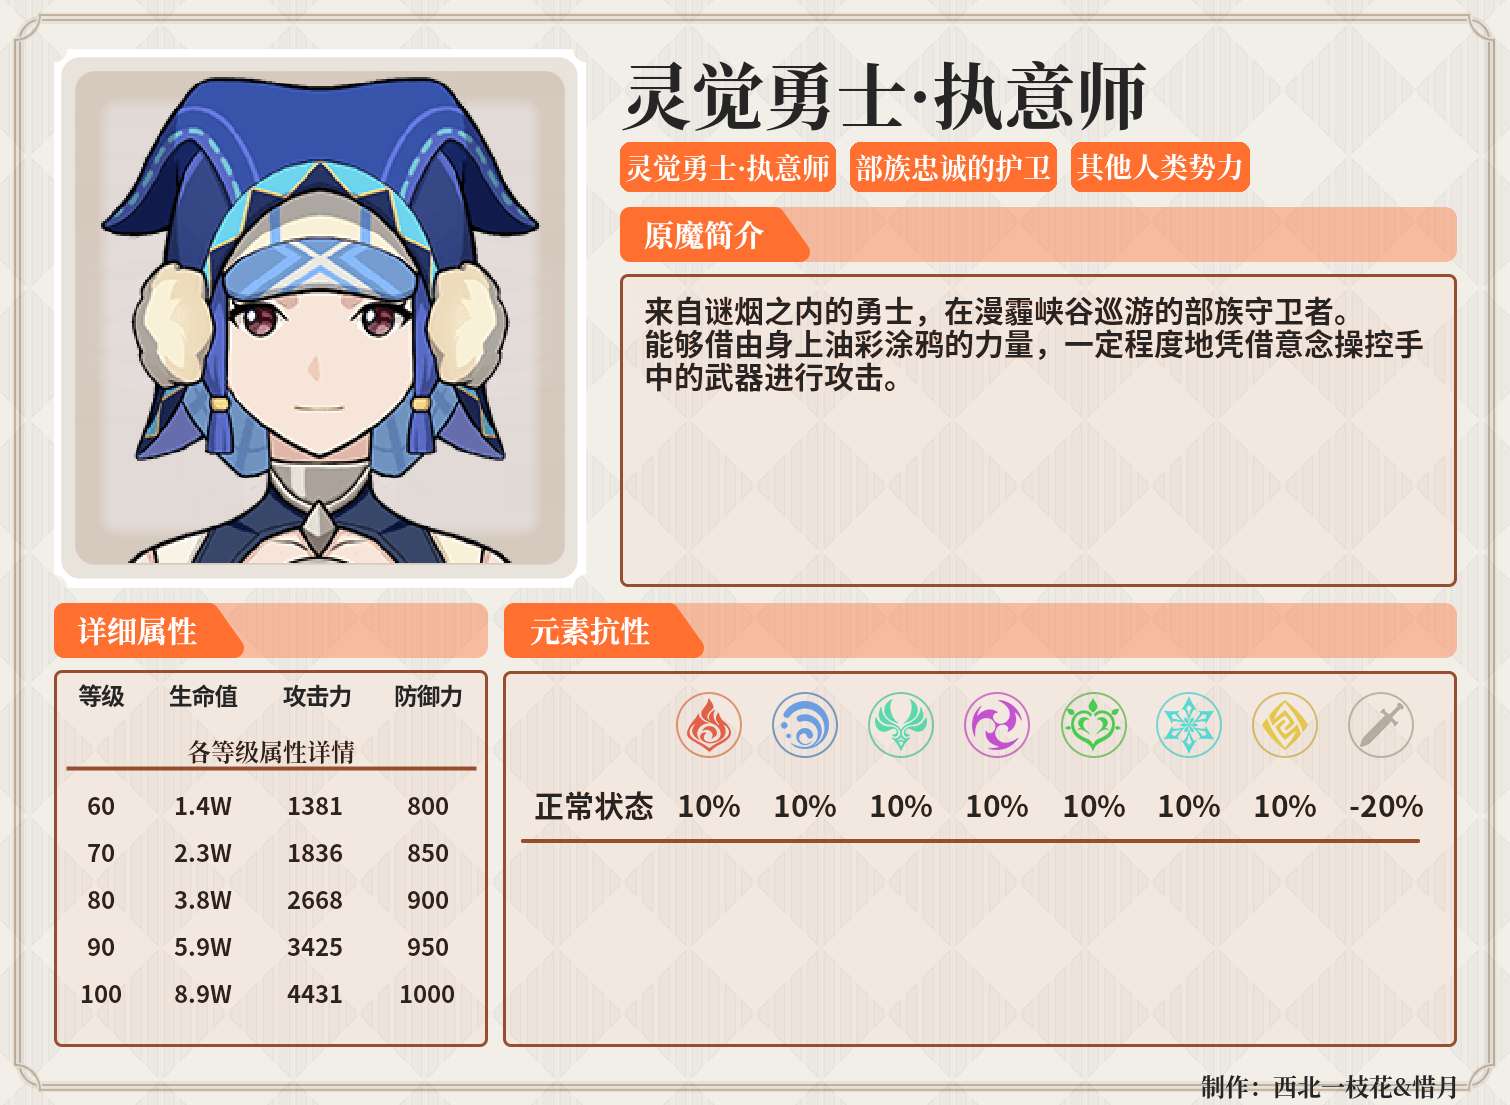 灵觉勇士·执意师
灵觉勇士·执意师 部族忠诚的护卫 其他人类势力
原魔简介
来自谜烟之内的勇士，在漫霾峡谷巡游的部族守卫者。
能够借由身上油彩涂鸦的力量，一定程度地凭借意念操控手
中的武器进行攻击。
详细属性
等级 生命值 攻击力 防御力
各等级属性详情
60 1.4W 1381 800
70 2.3W 1836 850
80 3.8W 2668 900
90 5.9W 3425 950
100 8.9W 4431 1000
元素抗性
正常状态 10% 10% 10% 10% 10% 10% 10% -20%
制作：西北一枝花&惜月